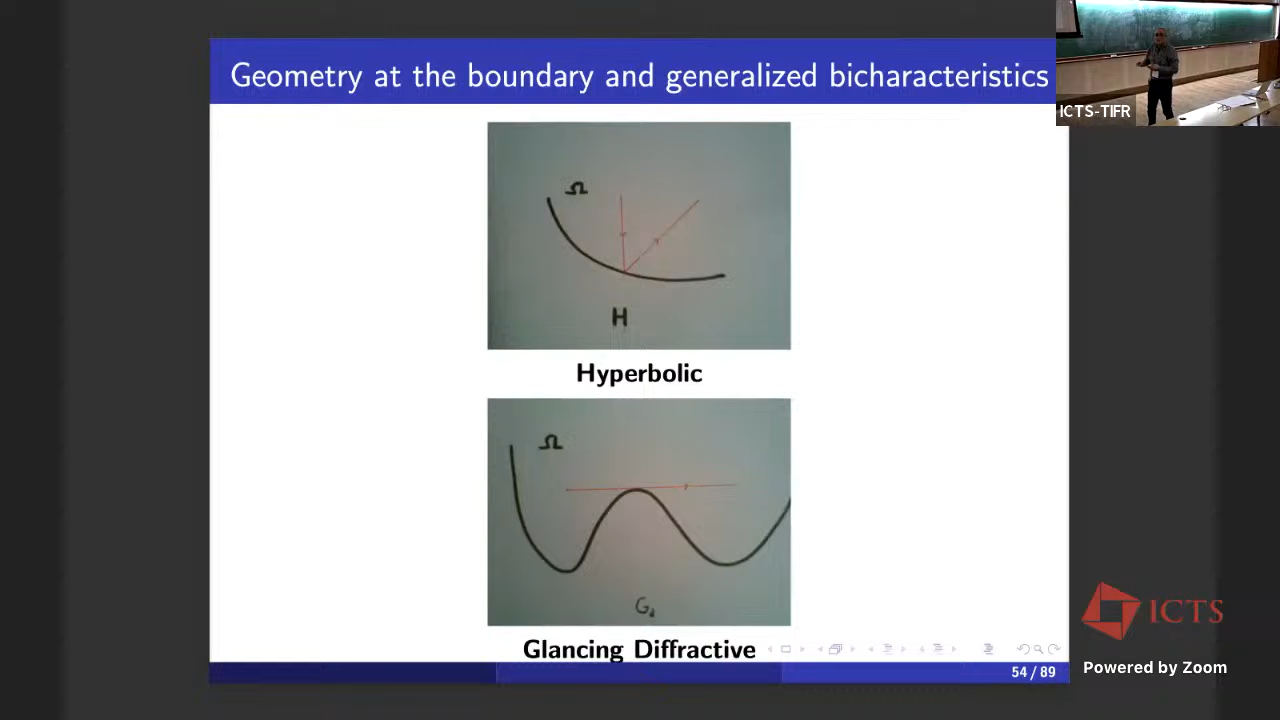 Geometry at the boundary and generalized bicharacteristics
ICTS-TIFR
Ω
H
Hyperbolic
Ω
G
Glancing Diffractive
54 / 89
ICTS
Powered by Zoom